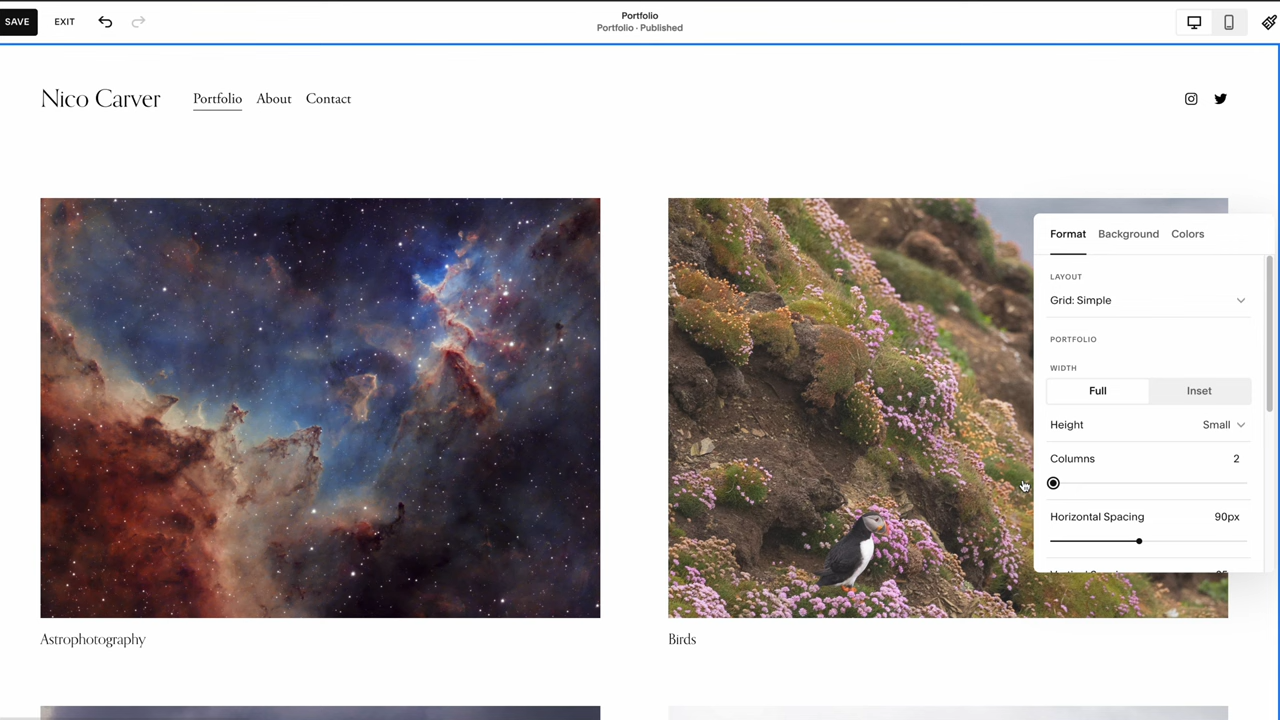 SAVE
EXIT
Portfolio
Portfolio · Published
Nico Carver
Portfolio
About
Contact
Format
Background
Colors
LAYOUT
Grid: Simple
PORTFOLIO
WIDTH
Full
Inset
Height
Small
Columns
2
Horizontal Spacing
90px
Astrophotography
Birds